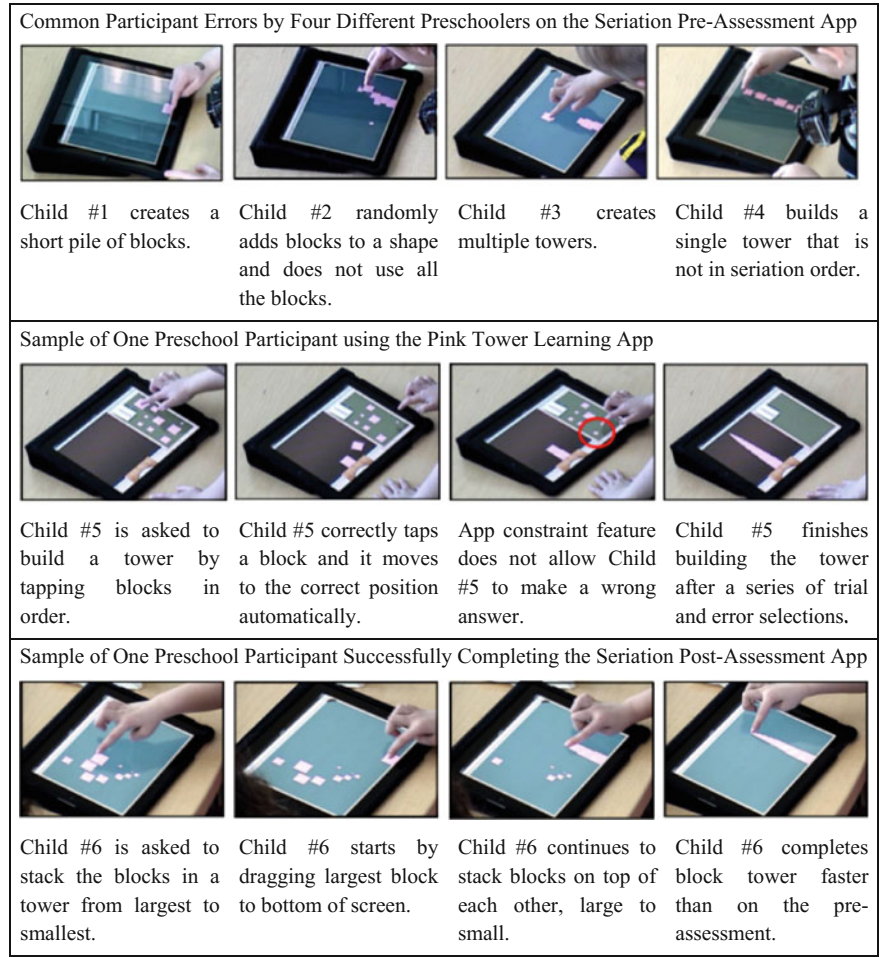 Common Participant Errors by Four Different Preschoolers on the Seriation Pre-Assessment App
Child #1 creates a
short pile of blocks.
Child #2 randomly
adds blocks to a shape
and does not use all
the blocks.
Child #3 creates
multiple towers.
Child #4 builds a
single tower that is
not in seriation order.
Sample of One Preschool Participant using the Pink Tower Learning App
Child #5 is asked to
build a tower by
tapping blocks in
order.
Child #5 correctly taps
a block and it moves
to the correct position
automatically.
App constraint feature
does not allow Child
#5 to make a wrong
answer.
Child #5 finishes
building the tower
after a series of trial
and error selections.
Sample of One Preschool Participant Successfully Completing the Seriation Post-Assessment App
Child #6 is asked to
stack the blocks in a
tower from largest to
smallest.
Child #6 starts by
dragging largest block
to bottom of screen.
Child #6 continues to
stack blocks on top of
each other, large to
small.
Child #6 completes
block tower faster
than on the pre-
assessment.